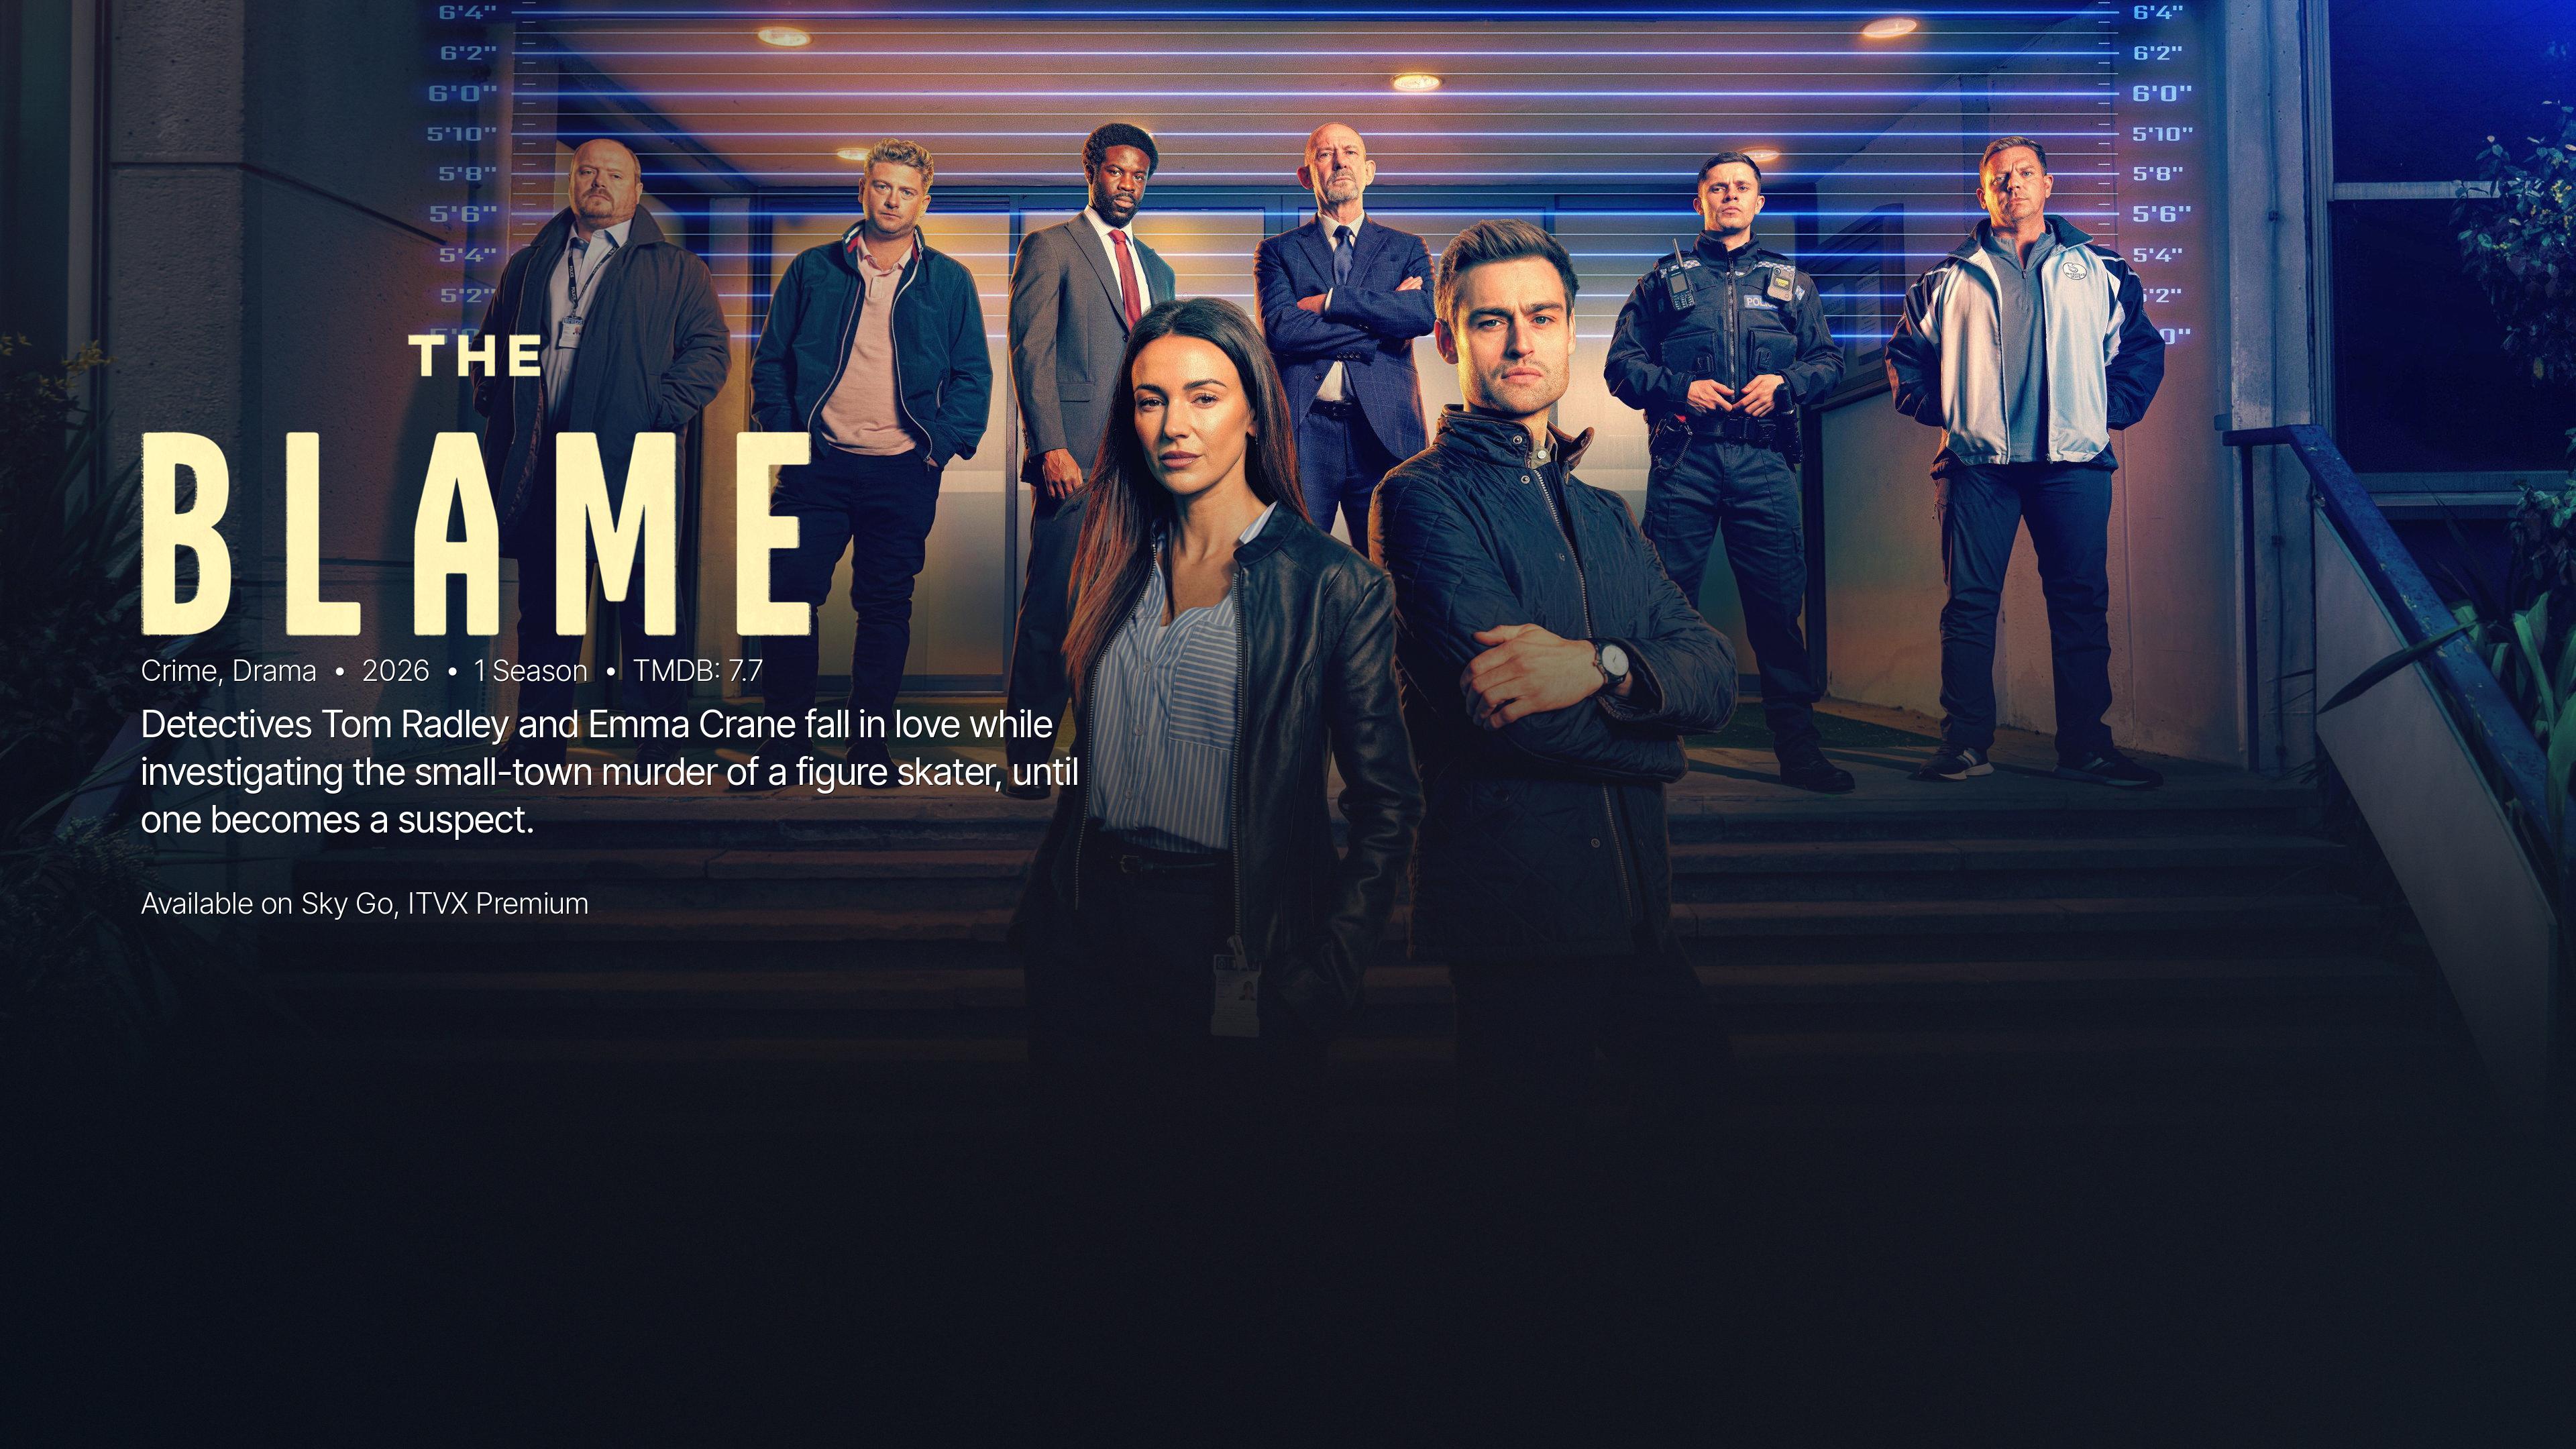 6'4" 6'4"
6'2" 6'2"
6'0" 6'0"
5'10" 5'10"
5'8" 5'8"
5'6" 5'6"
5'4" 5'4"
5'2"
THE
BLAME
Crime, Drama • 2026 • 1 Season • TMDB: 7.7
Detectives Tom Radley and Emma Crane fall in love while
investigating the small-town murder of a figure skater, until
one becomes a suspect.
Available on Sky Go, ITVX Premium